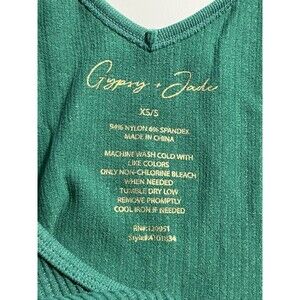 Gypsy + Jade
XS/S
94% NYLON 6% SPANDEX
MADE IN CHINA
MACHINE WASH COLD WITH
LIKE COLORS
ONLY NON-CHLORINE BLEACH
WHEN NEEDED
TUMBLE DRY LOW
REMOVE PROMPTLY
COOL IRON IF NEEDED